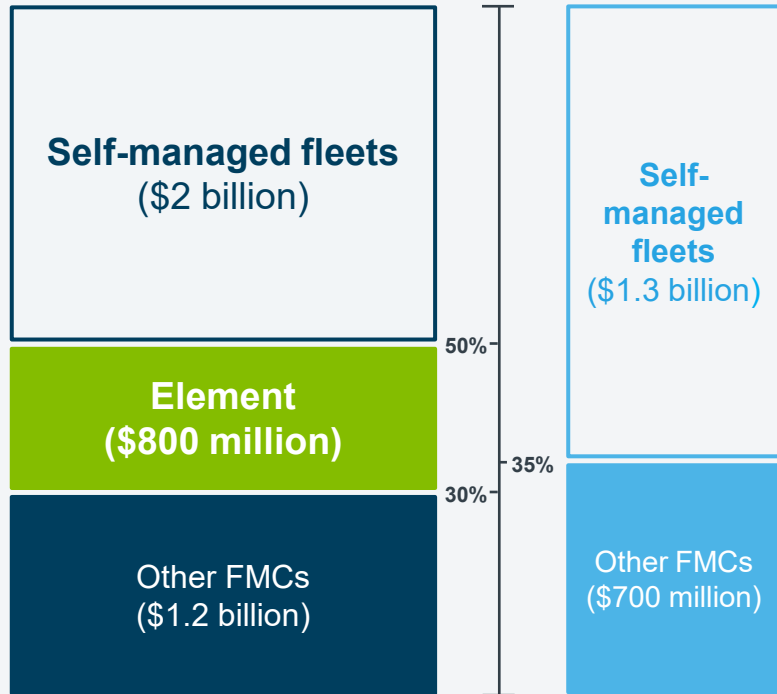 Self-managed fleets
($2 billion)
50%
Element
($800 million)
30%
Other FMCs
($1.2 billion)
35%
Self-
managed
fleets
($1.3 billion)
Other FMCs
($700 million)